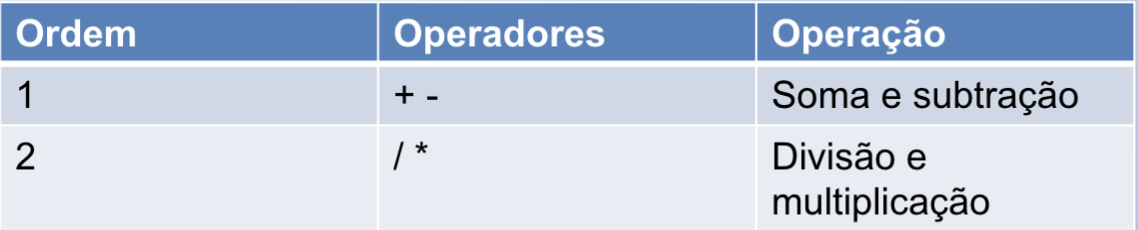 Ordem Operadores Operação
1 + - Soma e subtração
2 / * Divisão e
multiplicação